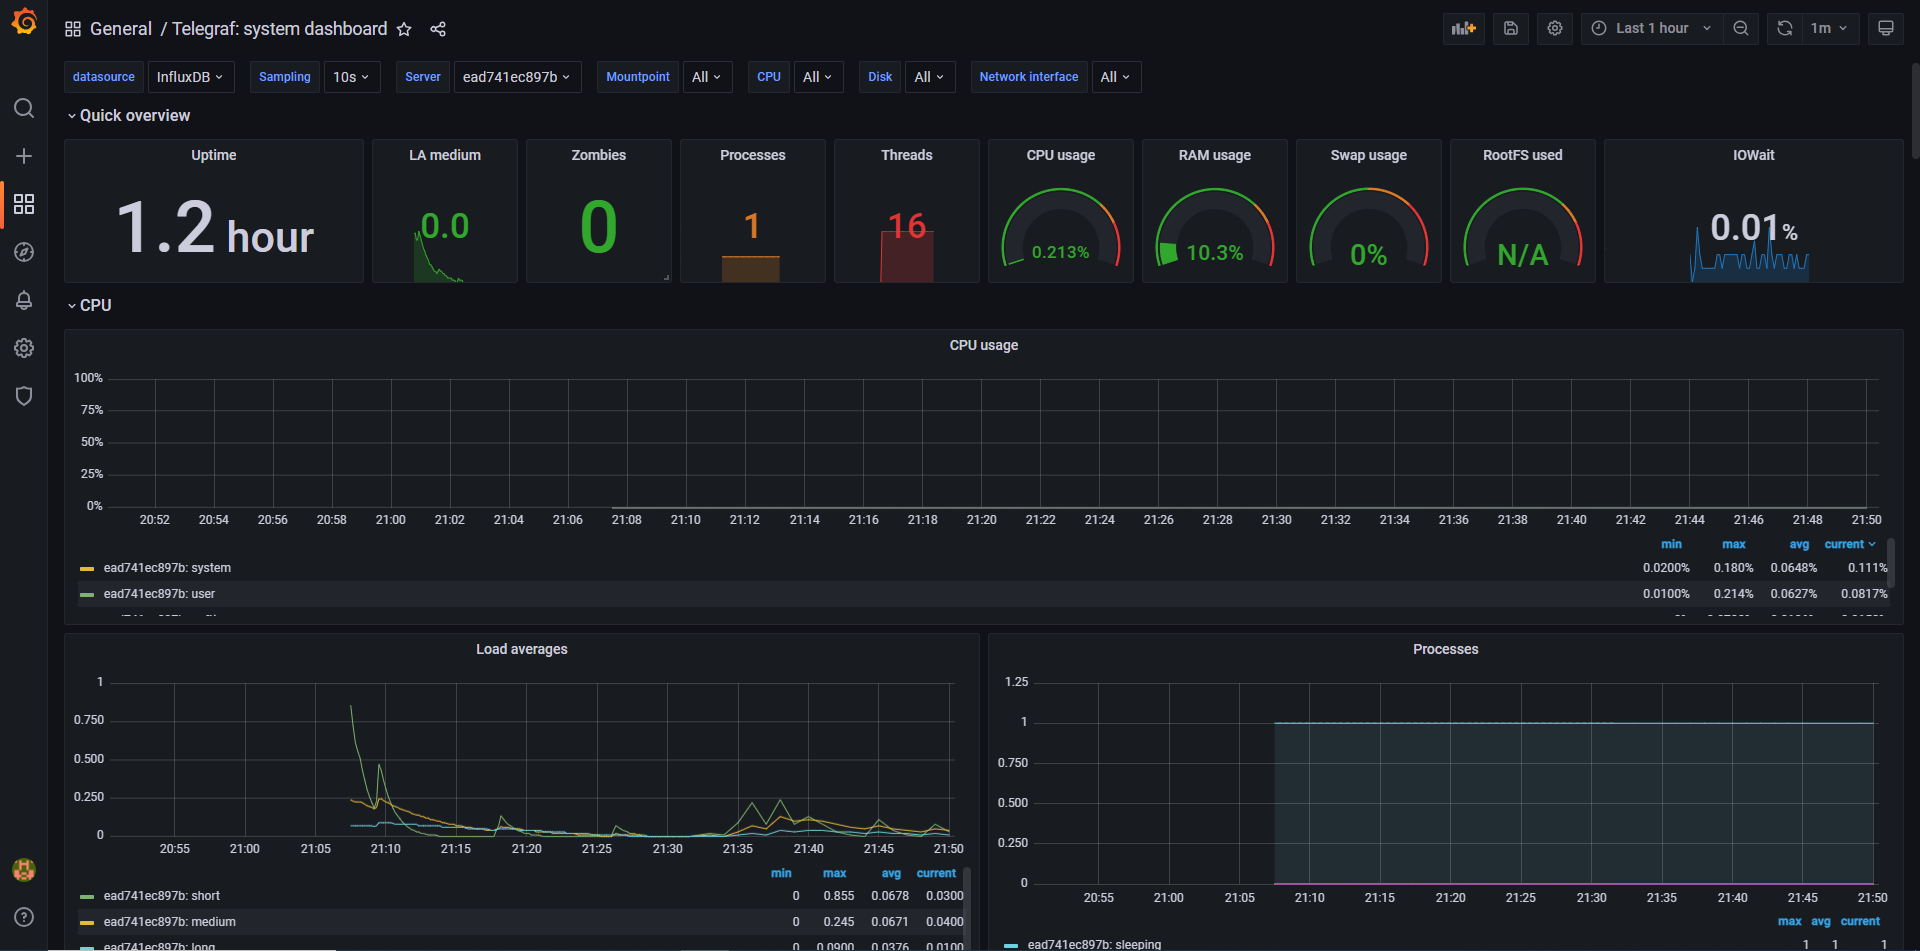 General / Telegraf: system dashboard
Last 1 hour
1m
datasource InfluxDB Sampling 10s Server ead741ec897b Mountpoint All CPU All Disk All Network interface All
Quick overview
Uptime
1.2 hour
LA medium
0.0
Zombies
0
Processes
1
Threads
16
CPU usage
0.213%
RAM usage
10.3%
Swap usage
0%
RootFS used
N/A
IOWait
0.01%
CPU
CPU usage
100%
75%
50%
25%
0%
20:52 20:54 20:56 20:58 21:00 21:02 21:04 21:06 21:08 21:10 21:12 21:14 21:16 21:18 21:20 21:22 21:24 21:26 21:28 21:30 21:32 21:34 21:36 21:38 21:40 21:42 21:44 21:46 21:48 21:50
min max avg current
ead741ec897b: system 0.0200% 0.180% 0.0648% 0.111%
ead741ec897b: user 0.0100% 0.214% 0.0627% 0.0817%
Load averages
1
0.750
0.500
0.250
0
20:55 21:00 21:05 21:10 21:15 21:20 21:25 21:30 21:35 21:40 21:45 21:50
min max avg current
ead741ec897b: short 0 0.855 0.0678 0.0300
ead741ec897b: medium 0 0.245 0.0671 0.0400
ead741ec897b: long 0 0.0900 0.0376 0.0100
Processes
1.25
1
0.750
0.500
0.250
0
20:55 21:00 21:05 21:10 21:15 21:20 21:25 21:30 21:35 21:40 21:45 21:50
max avg current
ead741ec897b: sleeping 1 1 1